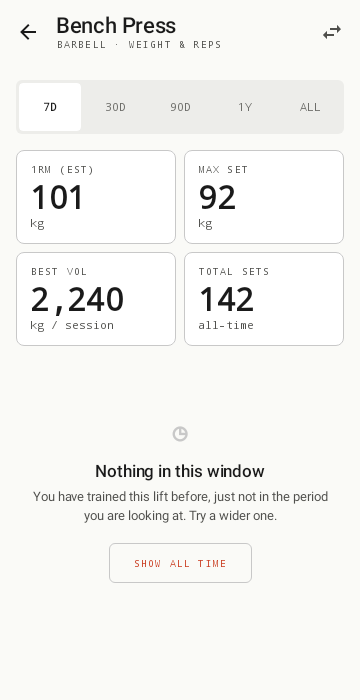 Bench Press
BARBELL · WEIGHT & REPS
7D 30D 90D 1Y ALL
1RM (EST)
101
kg
MAX SET
92
kg
BEST VOL
2,240
kg / session
TOTAL SETS
142
all-time
Nothing in this window
You have trained this lift before, just not in the period
you are looking at. Try a wider one.
SHOW ALL TIME